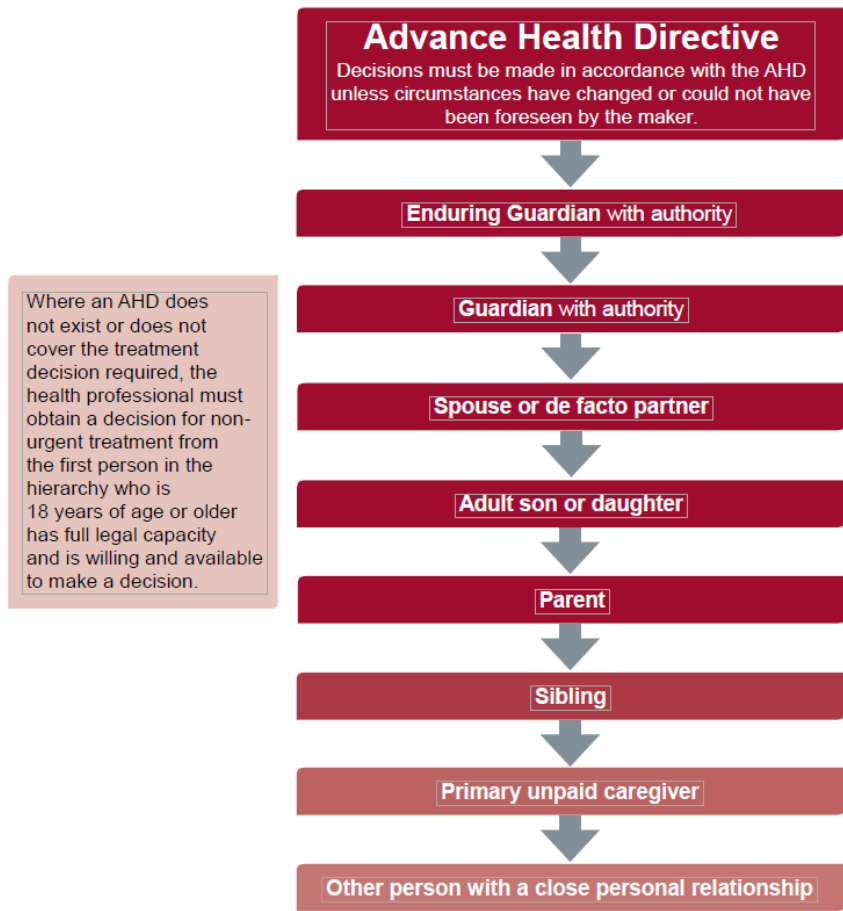 Advance Health Directive
Decisions must be made in accordance with the AHD
unless circumstances have changed or could not have
been foreseen by the maker.
Enduring Guardian with authority
Guardian with authority
Where an AHD does
not exist or does not
cover the treatment
decision required, the
health professional must
obtain a decision for non-
urgent treatment from
the first person in the
hierarchy who is
18 years of age or older
has full legal capacity
and is willing and available
to make a decision.
Spouse or de facto partner
Adult son or daughter
Parent
Sibling
Primary unpaid caregiver
Other person with a close personal relationship